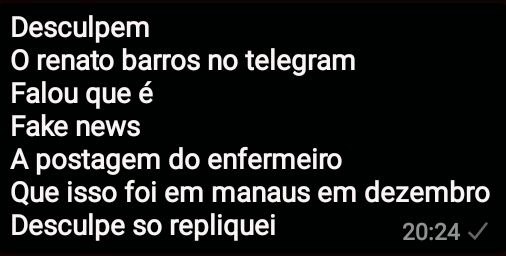 Desculpem
O renato barros no telegram
Falou que é
Fake news
A postagem do enfermeiro
Que isso foi em manaus em dezembro
Desculpe so repliquei
20:24